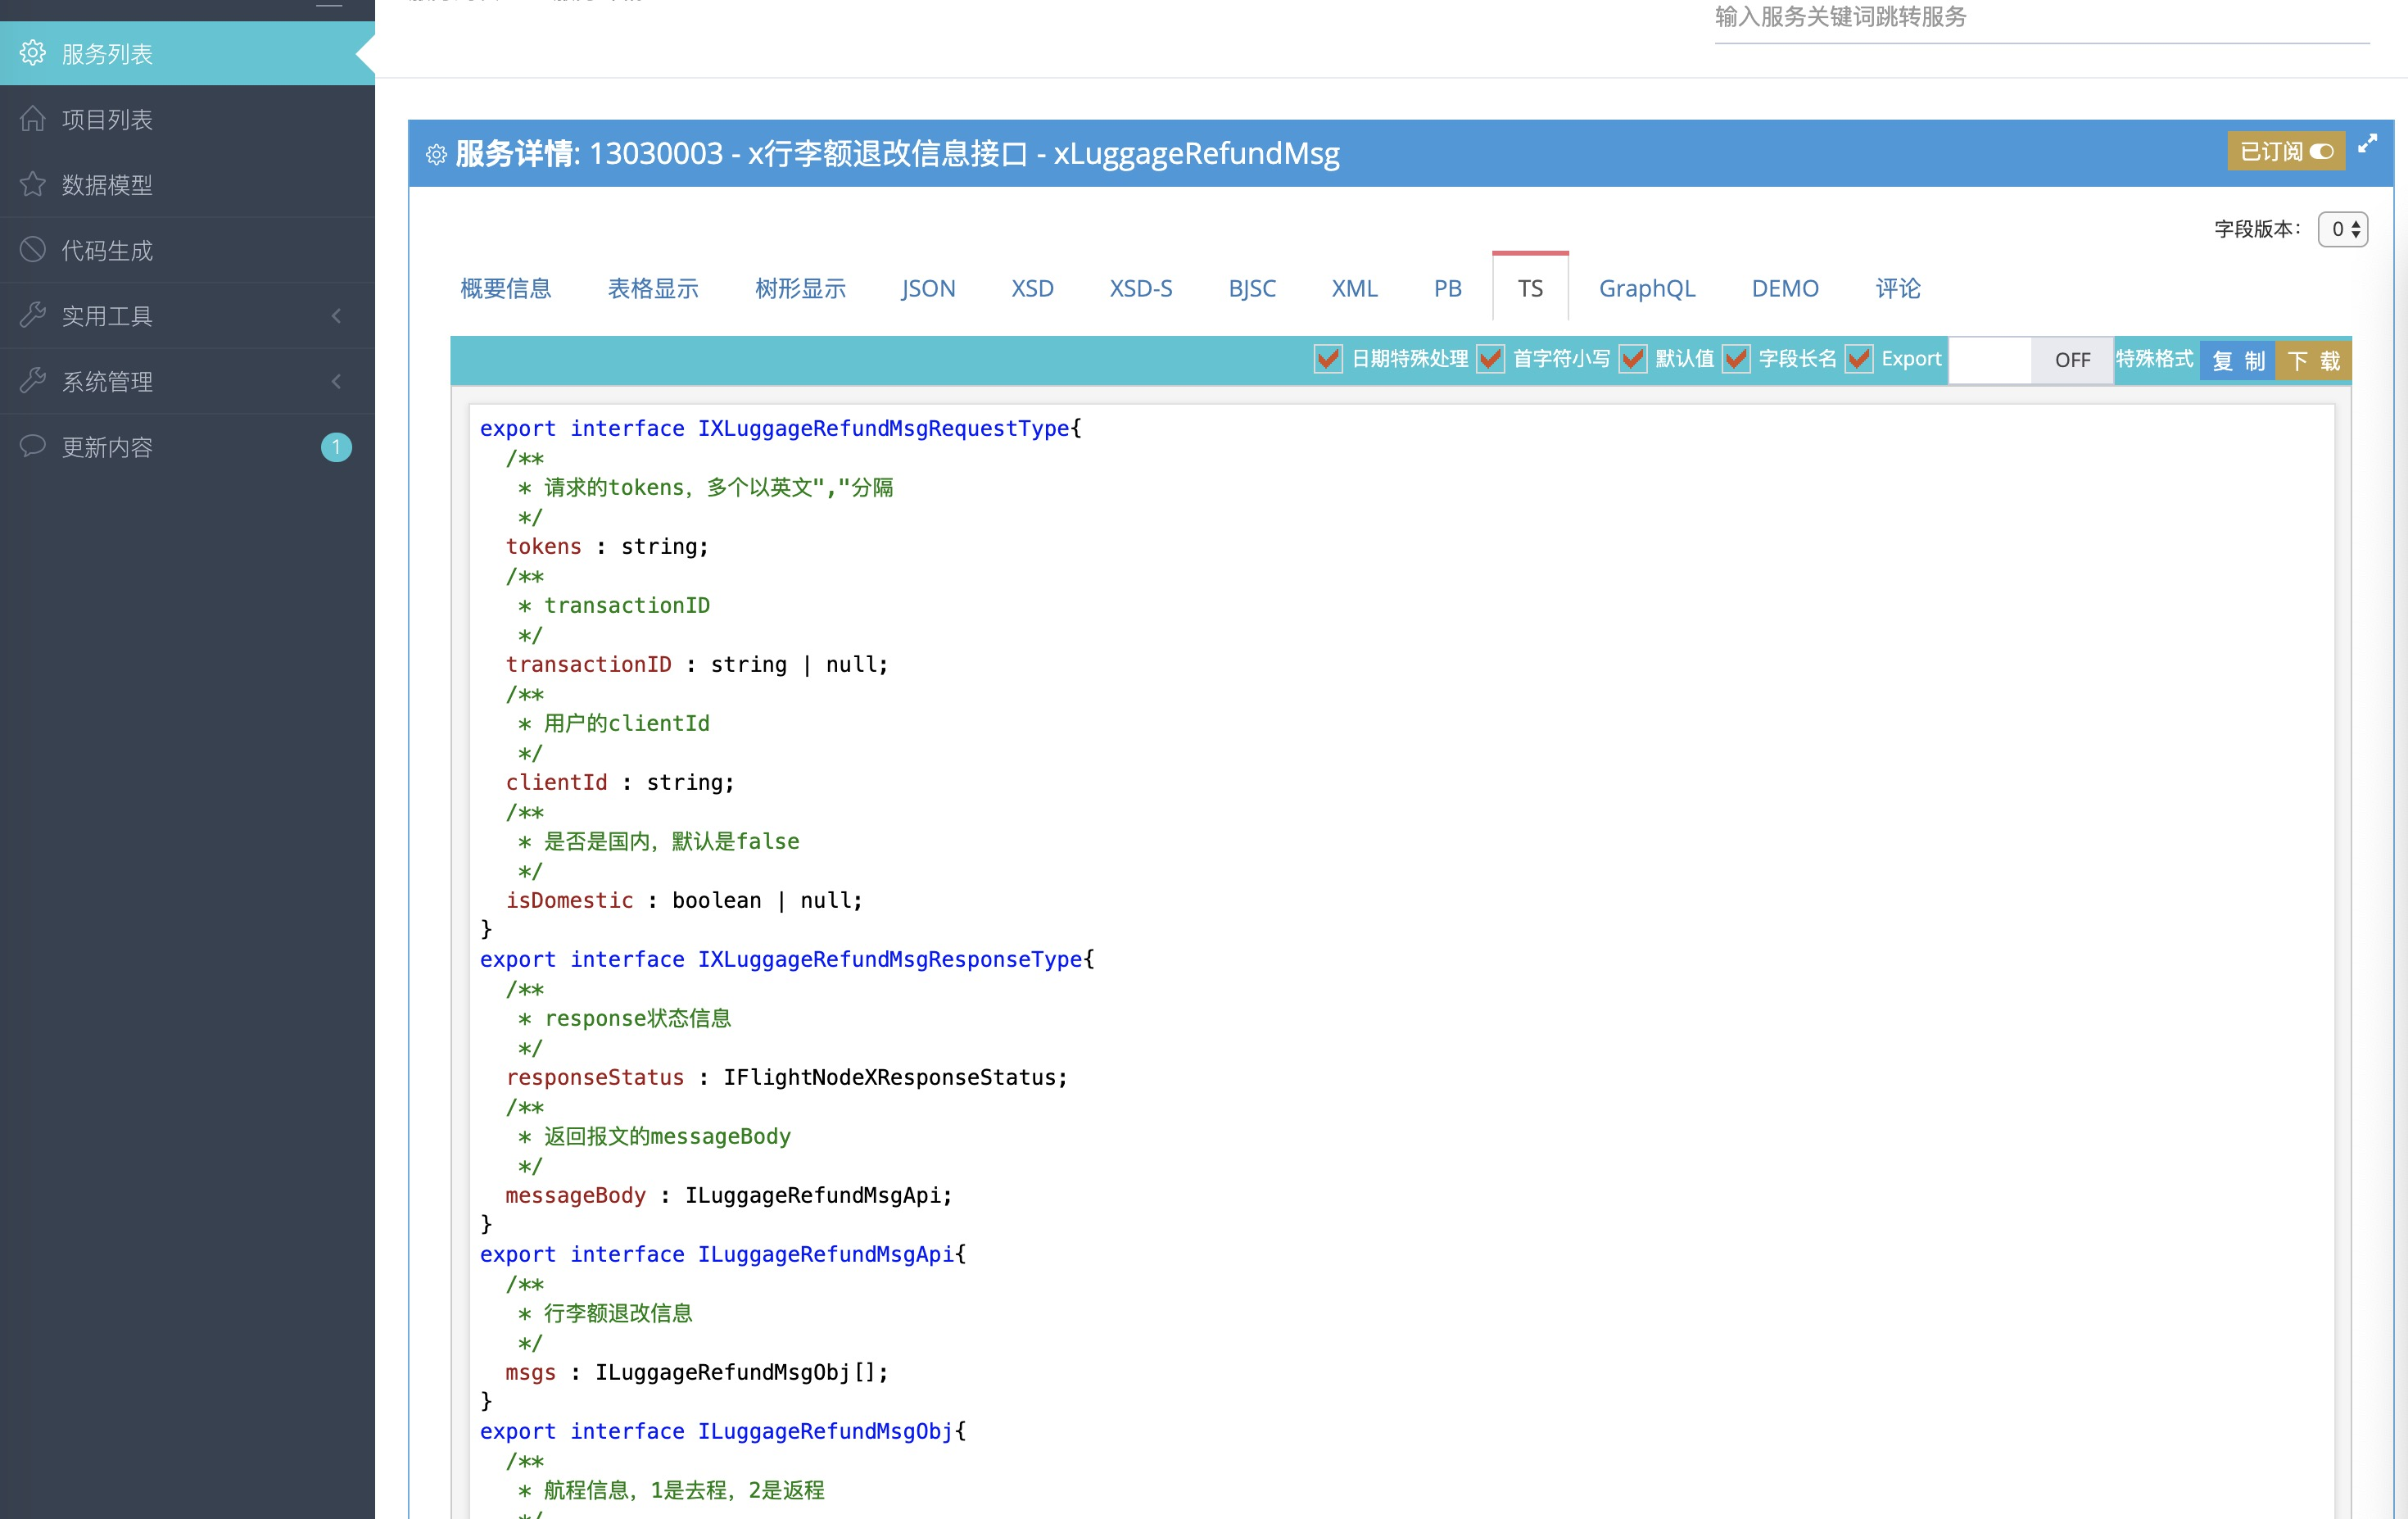 输入服务关键词跳转服务
服务列表
项目列表
数据模型
代码生成
实用工具
系统管理
更新内容 1
服务详情: 13030003 - x行李额退改信息接口 - xLuggageRefundMsg
已订阅
字段版本： 0
概要信息 表格显示 树形显示 JSON XSD XSD-S BJSC XML PB TS GraphQL DEMO 评论
日期特殊处理 首字符小写 默认值 字段长名 Export OFF 特殊格式 复 制 下 载
export interface IXLuggageRefundMsgRequestType{
/**
* 请求的tokens，多个以英文","分隔
*/
tokens : string;
/**
* transactionID
*/
transactionID : string | null;
/**
* 用户的clientId
*/
clientId : string;
/**
* 是否是国内，默认是false
*/
isDomestic : boolean | null;
}
export interface IXLuggageRefundMsgResponseType{
/**
* response状态信息
*/
responseStatus : IFlightNodeXResponseStatus;
/**
* 返回报文的messageBody
*/
messageBody : ILuggageRefundMsgApi;
}
export interface ILuggageRefundMsgApi{
/**
* 行李额退改信息
*/
msgs : ILuggageRefundMsgObj[];
}
export interface ILuggageRefundMsgObj{
/**
* 航程信息，1是去程，2是返程
*/